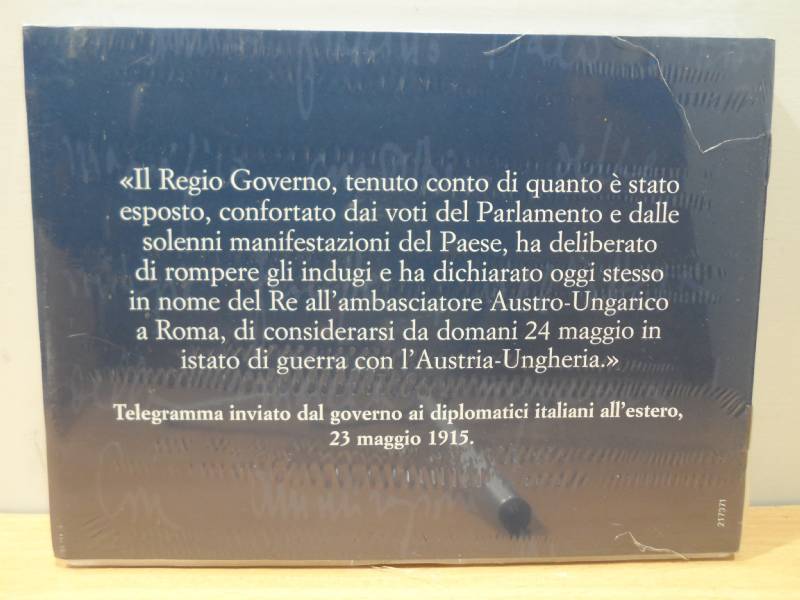 «Il Regio Governo, tenuto conto di quanto è stato
esposto, confortato dai voti del Parlamento e dalle
solenni manifestazioni del Paese, ha deliberato
di rompere gli indugi e ha dichiarato oggi stesso
in nome del Re all’ambasciatore Austro-Ungarico
a Roma, di considerarsi da domani 24 maggio in
istato di guerra con l’Austria-Ungheria.»
Telegramma inviato dal governo ai diplomatici italiani all’estero,
23 maggio 1915.
217371